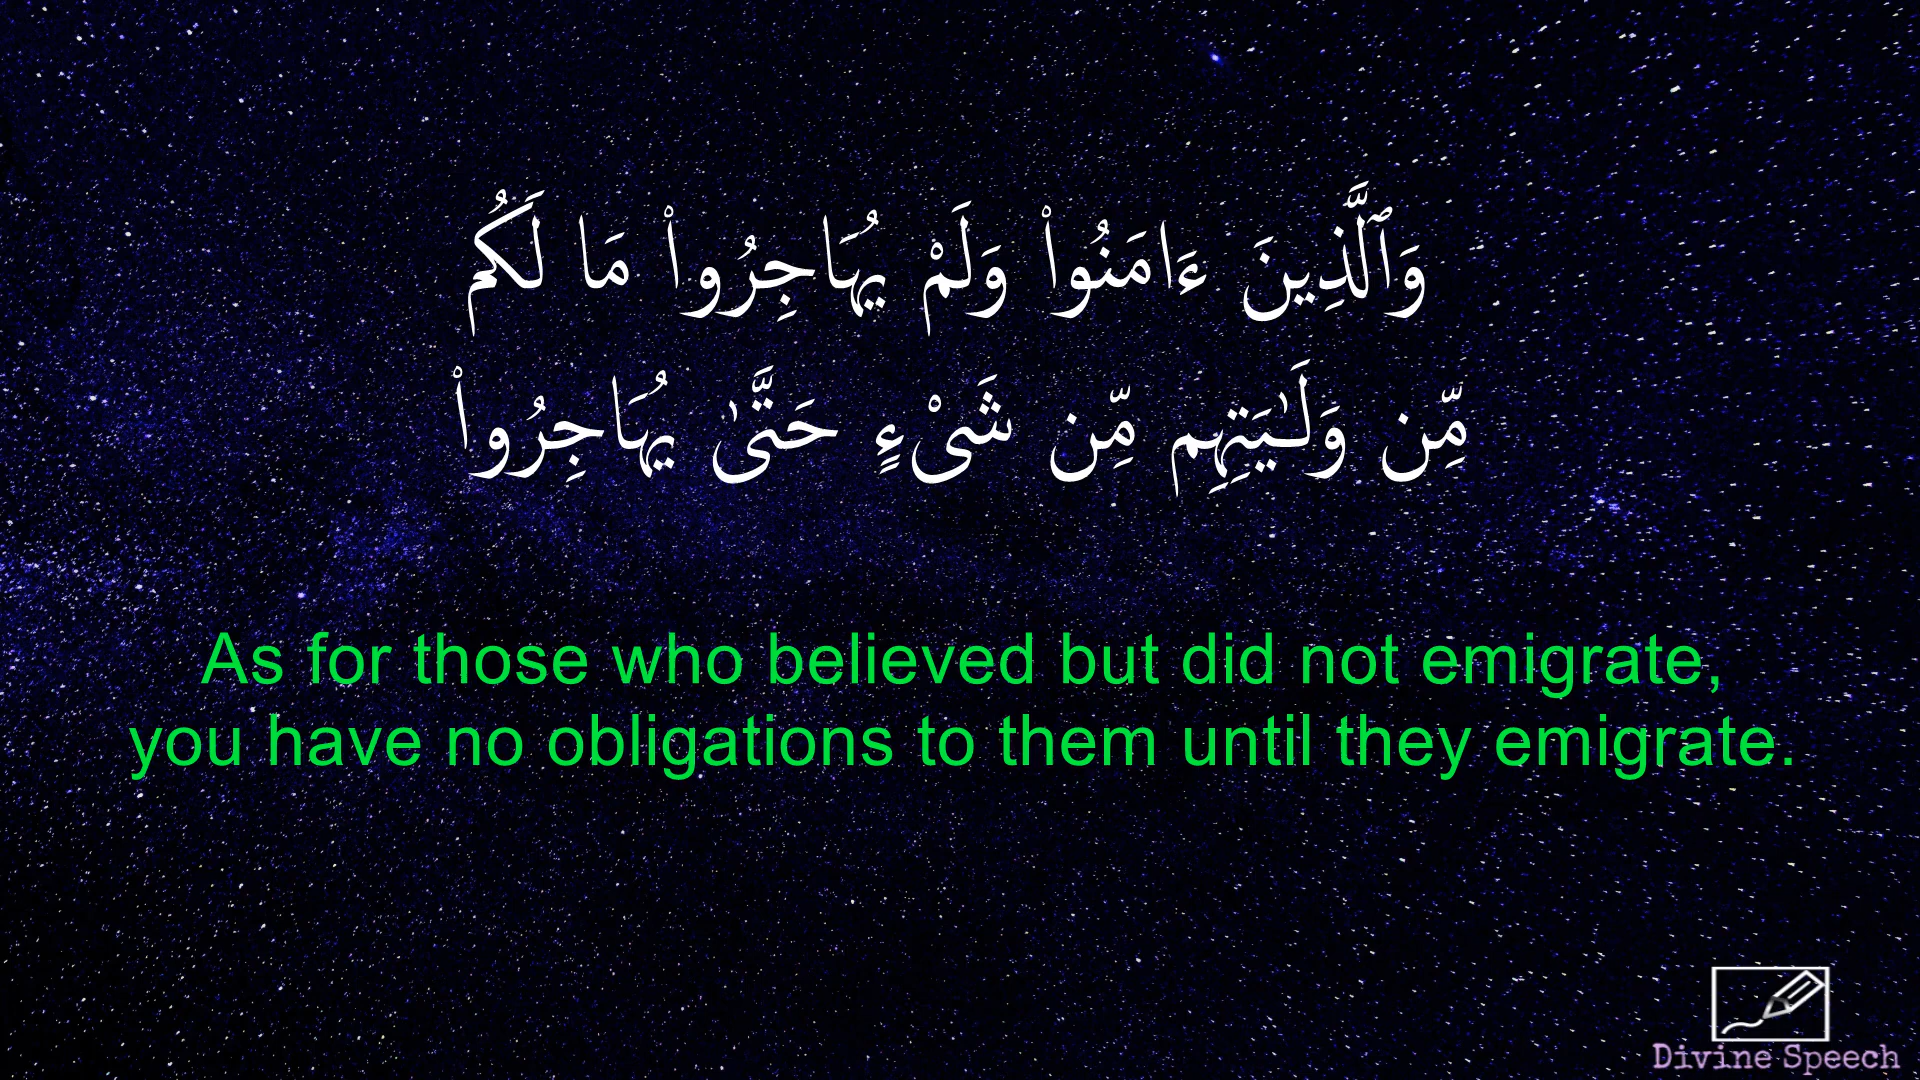 وَٱلَّذِينَ ءَامَنُوا۟ وَلَمْ يُهَاجِرُوا۟ مَا لَكُم
مِّن وَلَـٰيَتِهِم مِّن شَىْءٍ حَتَّىٰ يُهَاجِرُوا۟
As for those who believed but did not emigrate,
you have no obligations to them until they emigrate.
Divine Speech